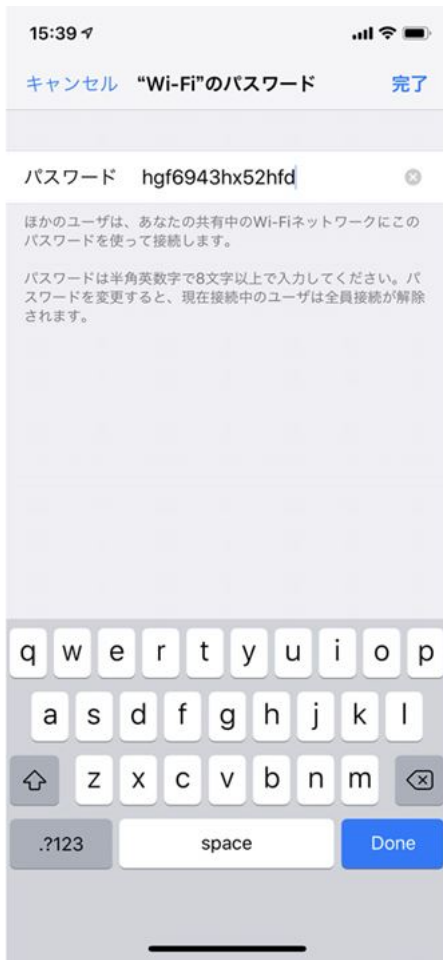 15:39
キャンセル “Wi-Fi”のパスワード 完了
パスワード hgf6943hx52hfd
ほかのユーザは、あなたの共有中のWi-Fiネットワークにこの
パスワードを使って接続します。
パスワードは半角英数字で8文字以上で入力してください。パ
スワードを変更すると、現在接続中のユーザは全員接続が解除
されます。
q w e r t y u i o p
a s d f g h j k l
z x c v b n m
.?123 space Done